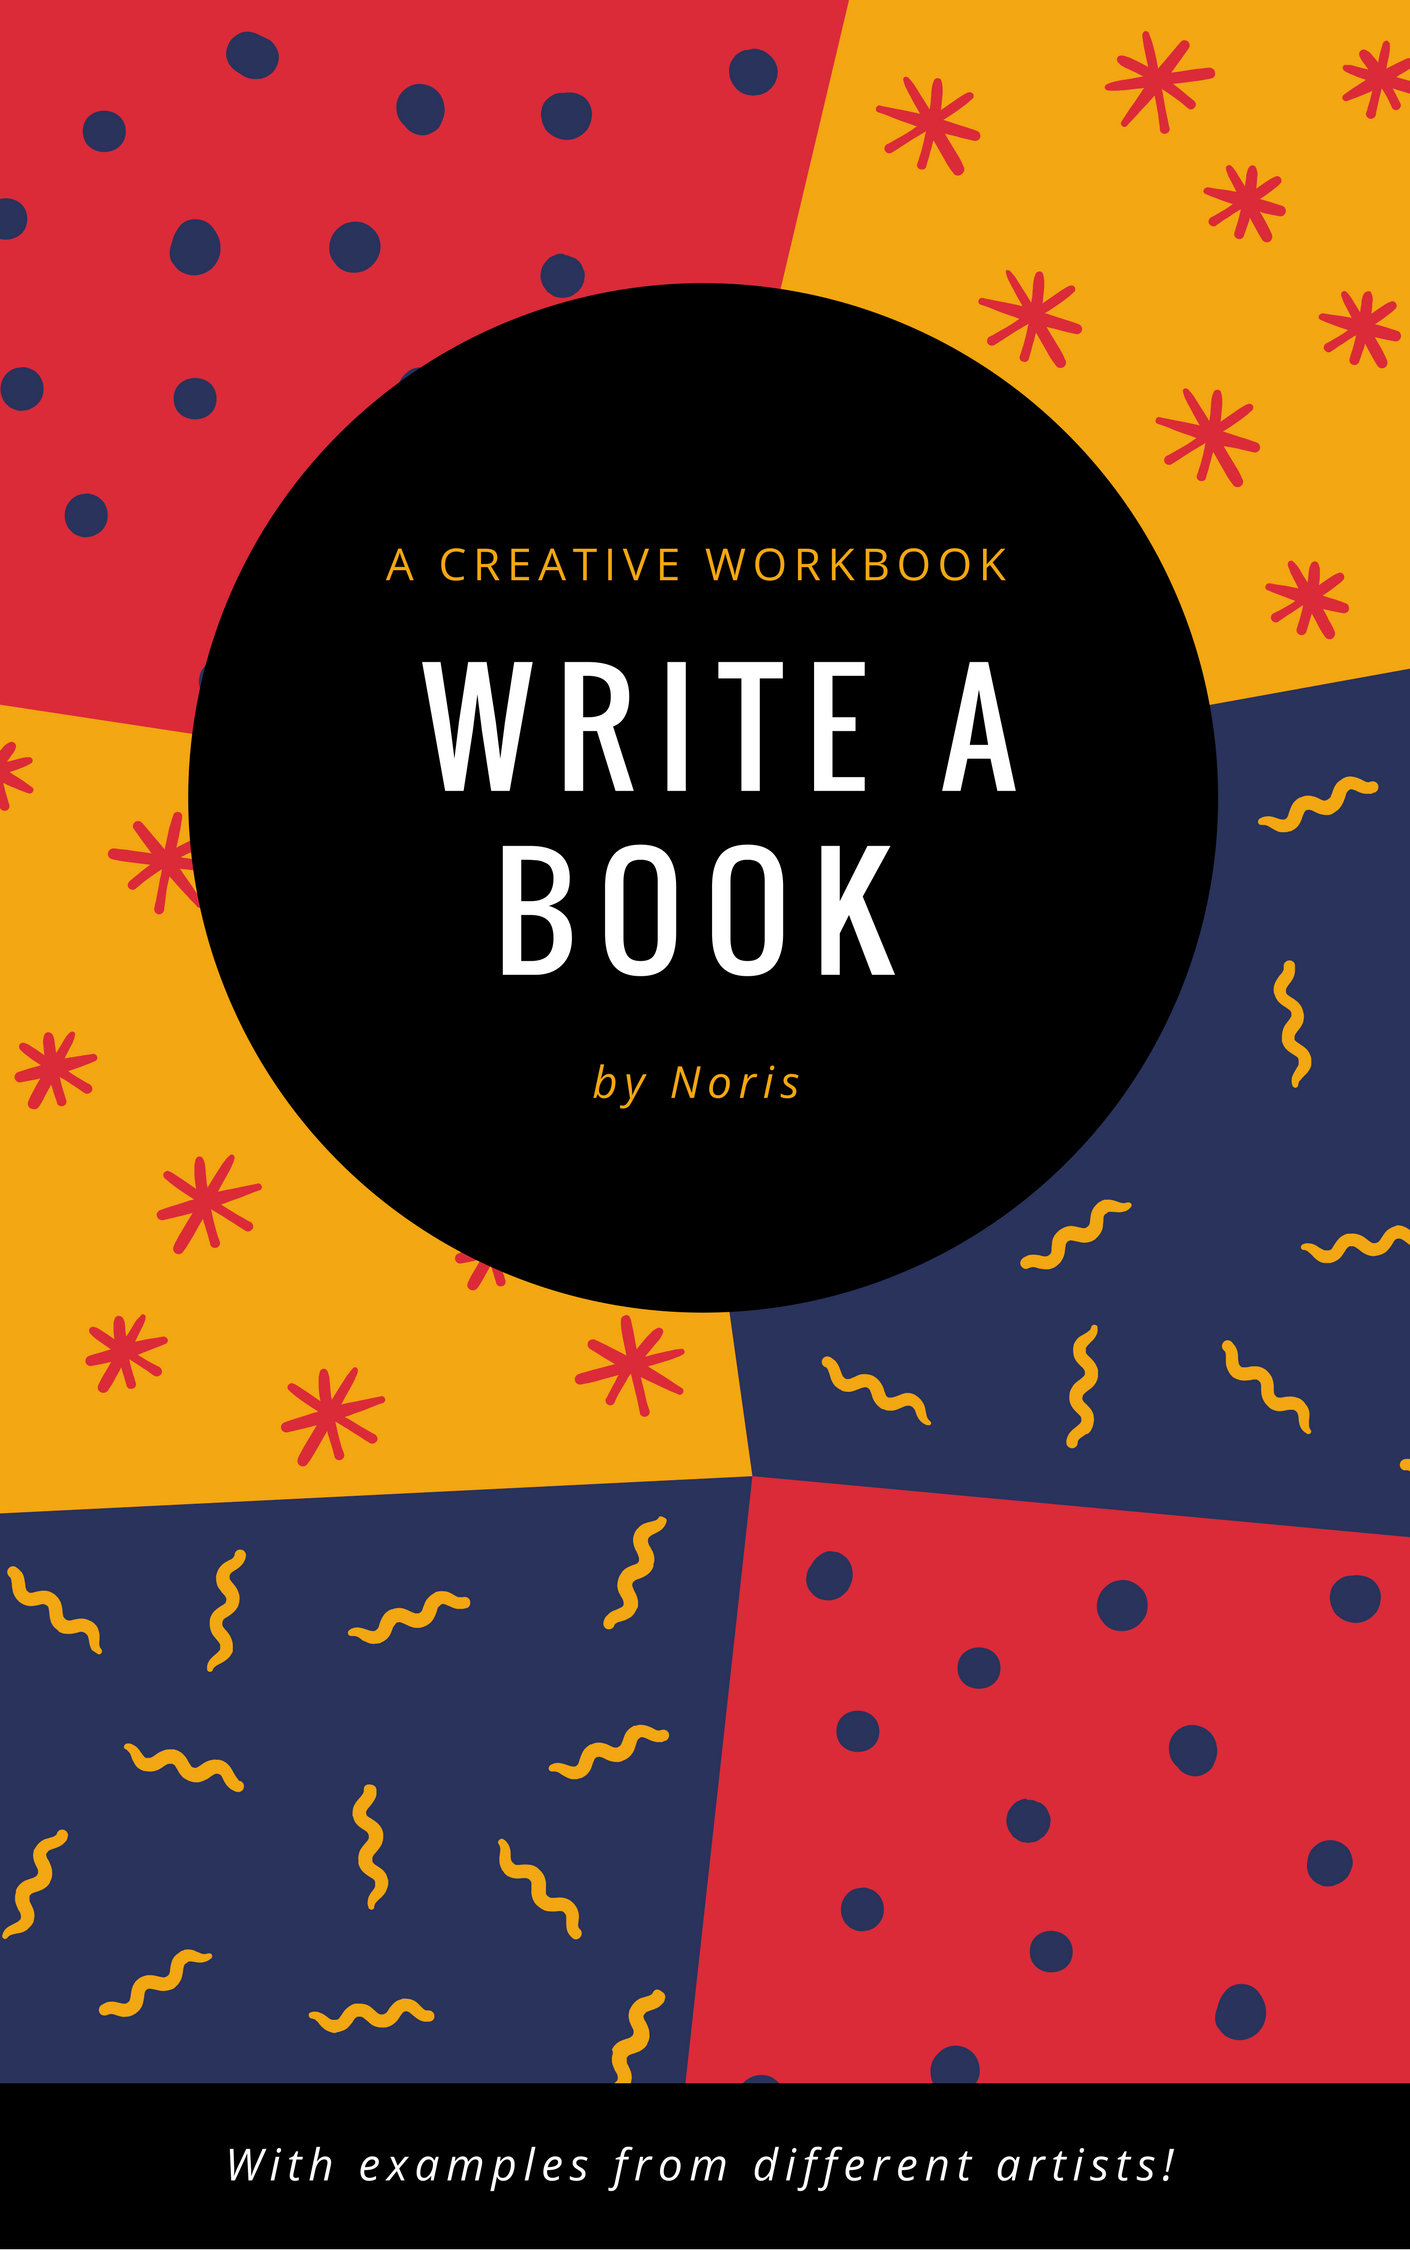 A CREATIVE WORKBOOK
WRITE A
BOOK
by Noris
With examples from different artists!